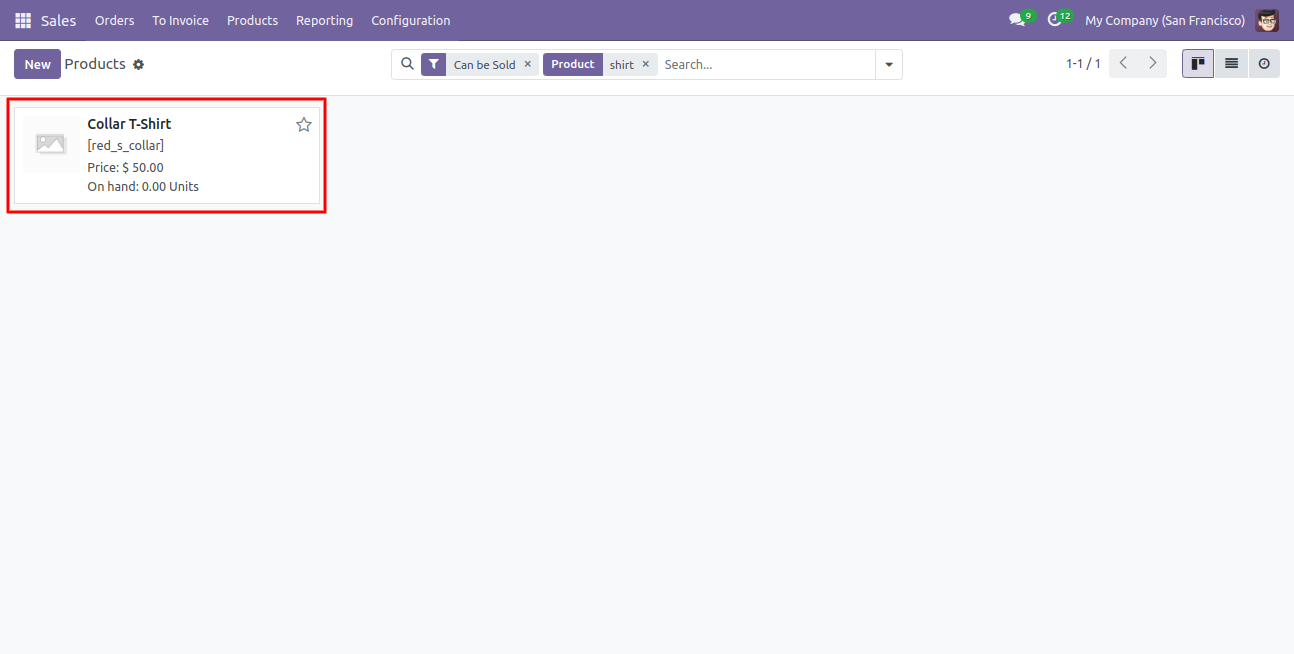 Sales Orders To Invoice Products Reporting Configuration 9 12 My Company (San Francisco)
New Products Can be Sold × Product shirt × Search... 1-1 / 1
Collar T-Shirt
[red_s_collar]
Price: $ 50.00
On hand: 0.00 Units